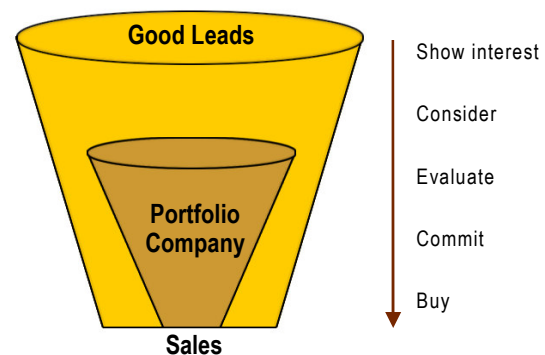 Good Leads
Show interest
Consider
Evaluate
Portfolio
Company
Commit
Buy
Sales